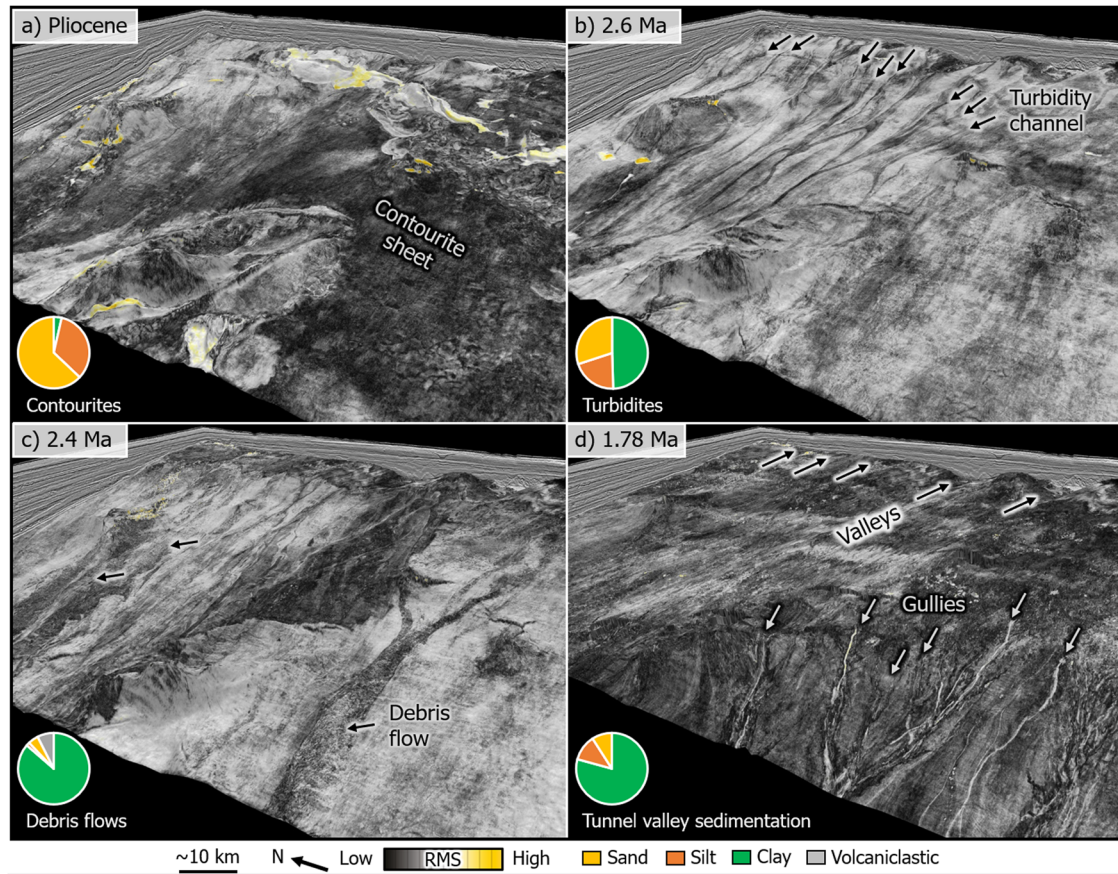 a) Pliocene
Contourite
sheet
Contourites
b) 2.6 Ma
Turbidity
channel
Turbidites
c) 2.4 Ma
Debris
flow
Debris flows
d) 1.78 Ma
Valleys
Gullies
Tunnel valley sedimentation
~10 km N Low RMS High Sand Silt Clay Volcaniclastic